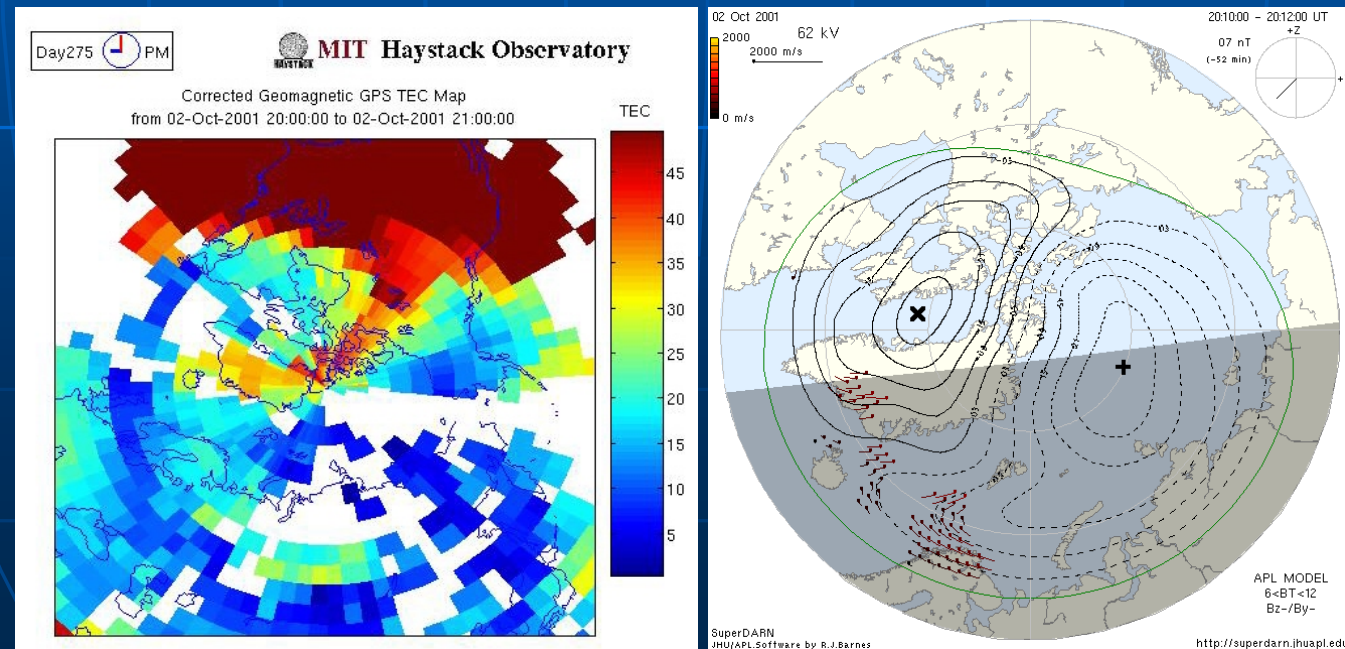 Day275 PM
HAYSTACK
MIT Haystack Observatory
Corrected Geomagnetic GPS TEC Map
from 02-Oct-2001 20:00:00 to 02-Oct-2001 21:00:00
TEC
45
40
35
30
25
20
15
10
5
02 Oct 2001
20:10:00 - 20:12:00 UT
2000
62 kV
2000 m/s
0 m/s
+Z
07 nT
(-52 min)
+
APL MODEL
6<BT<12
Bz-/By-
SuperDARN
JHU/APL.Software by R.J.Barnes
http://superdarn.jhuapl.edu